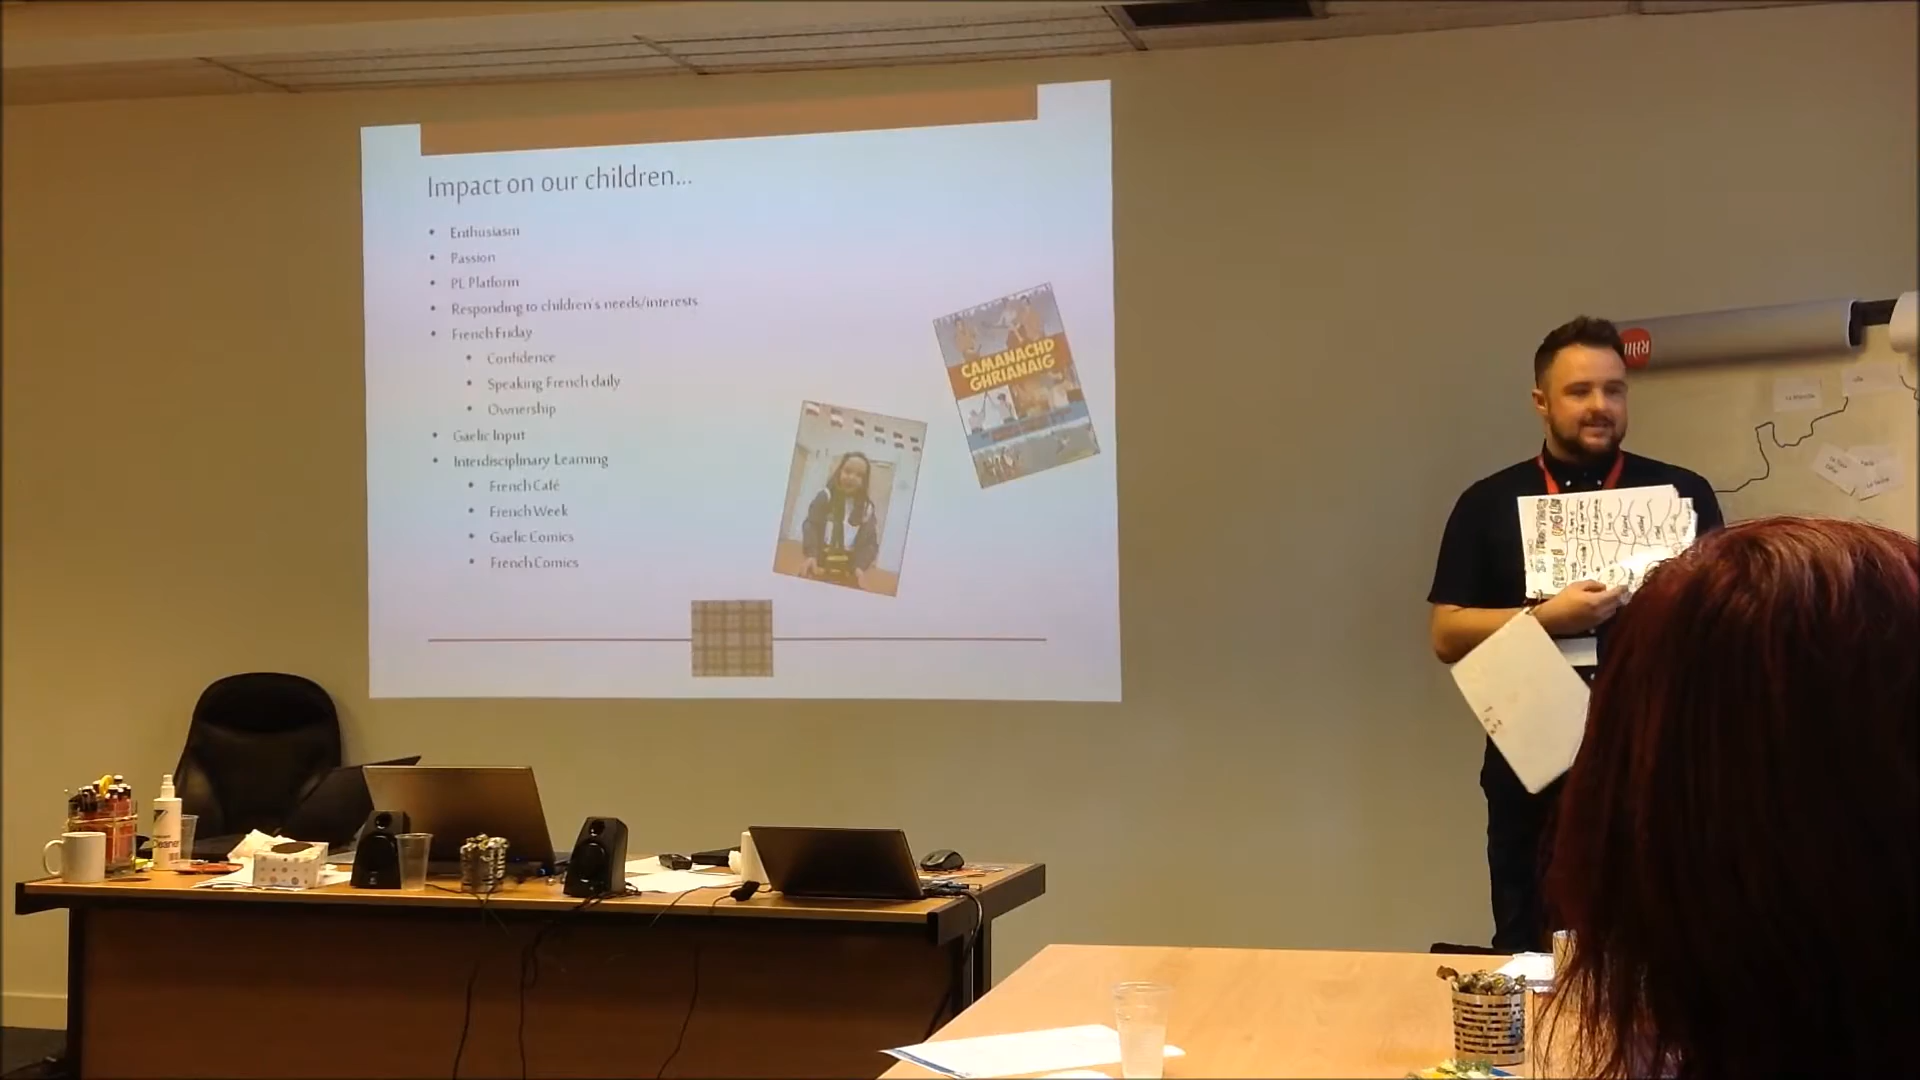 Impact on our children...
• Enthusiasm
• Passion
• PL Platform
• Responding to children's needs/interests
• French Friday
• Confidence
• Speaking French daily
• Ownership
• Gaelic Input
• Interdisciplinary Learning
• French Café
• French Week
• Gaelic Comics
• French Comics
CAMANACHD
GHRIANAIG
Cleaner